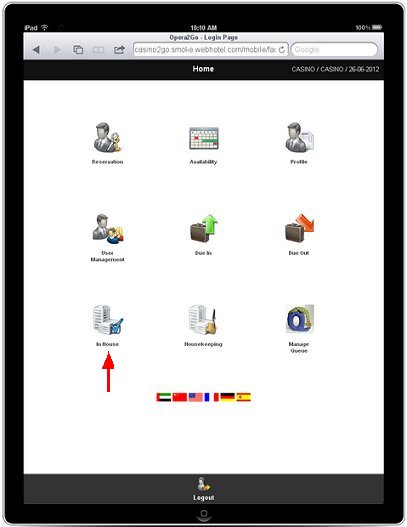 iPad 10:10 AM 100%
Opera2Go - Login Page
casino2go.smoke.webhotel.com/mobile/fac Google
Home CASINO / CASINO / 26-06-2012
Reservation Availability Profile
User
Management Due In Due Out
In House Housekeeping Manage
Queue
Logout